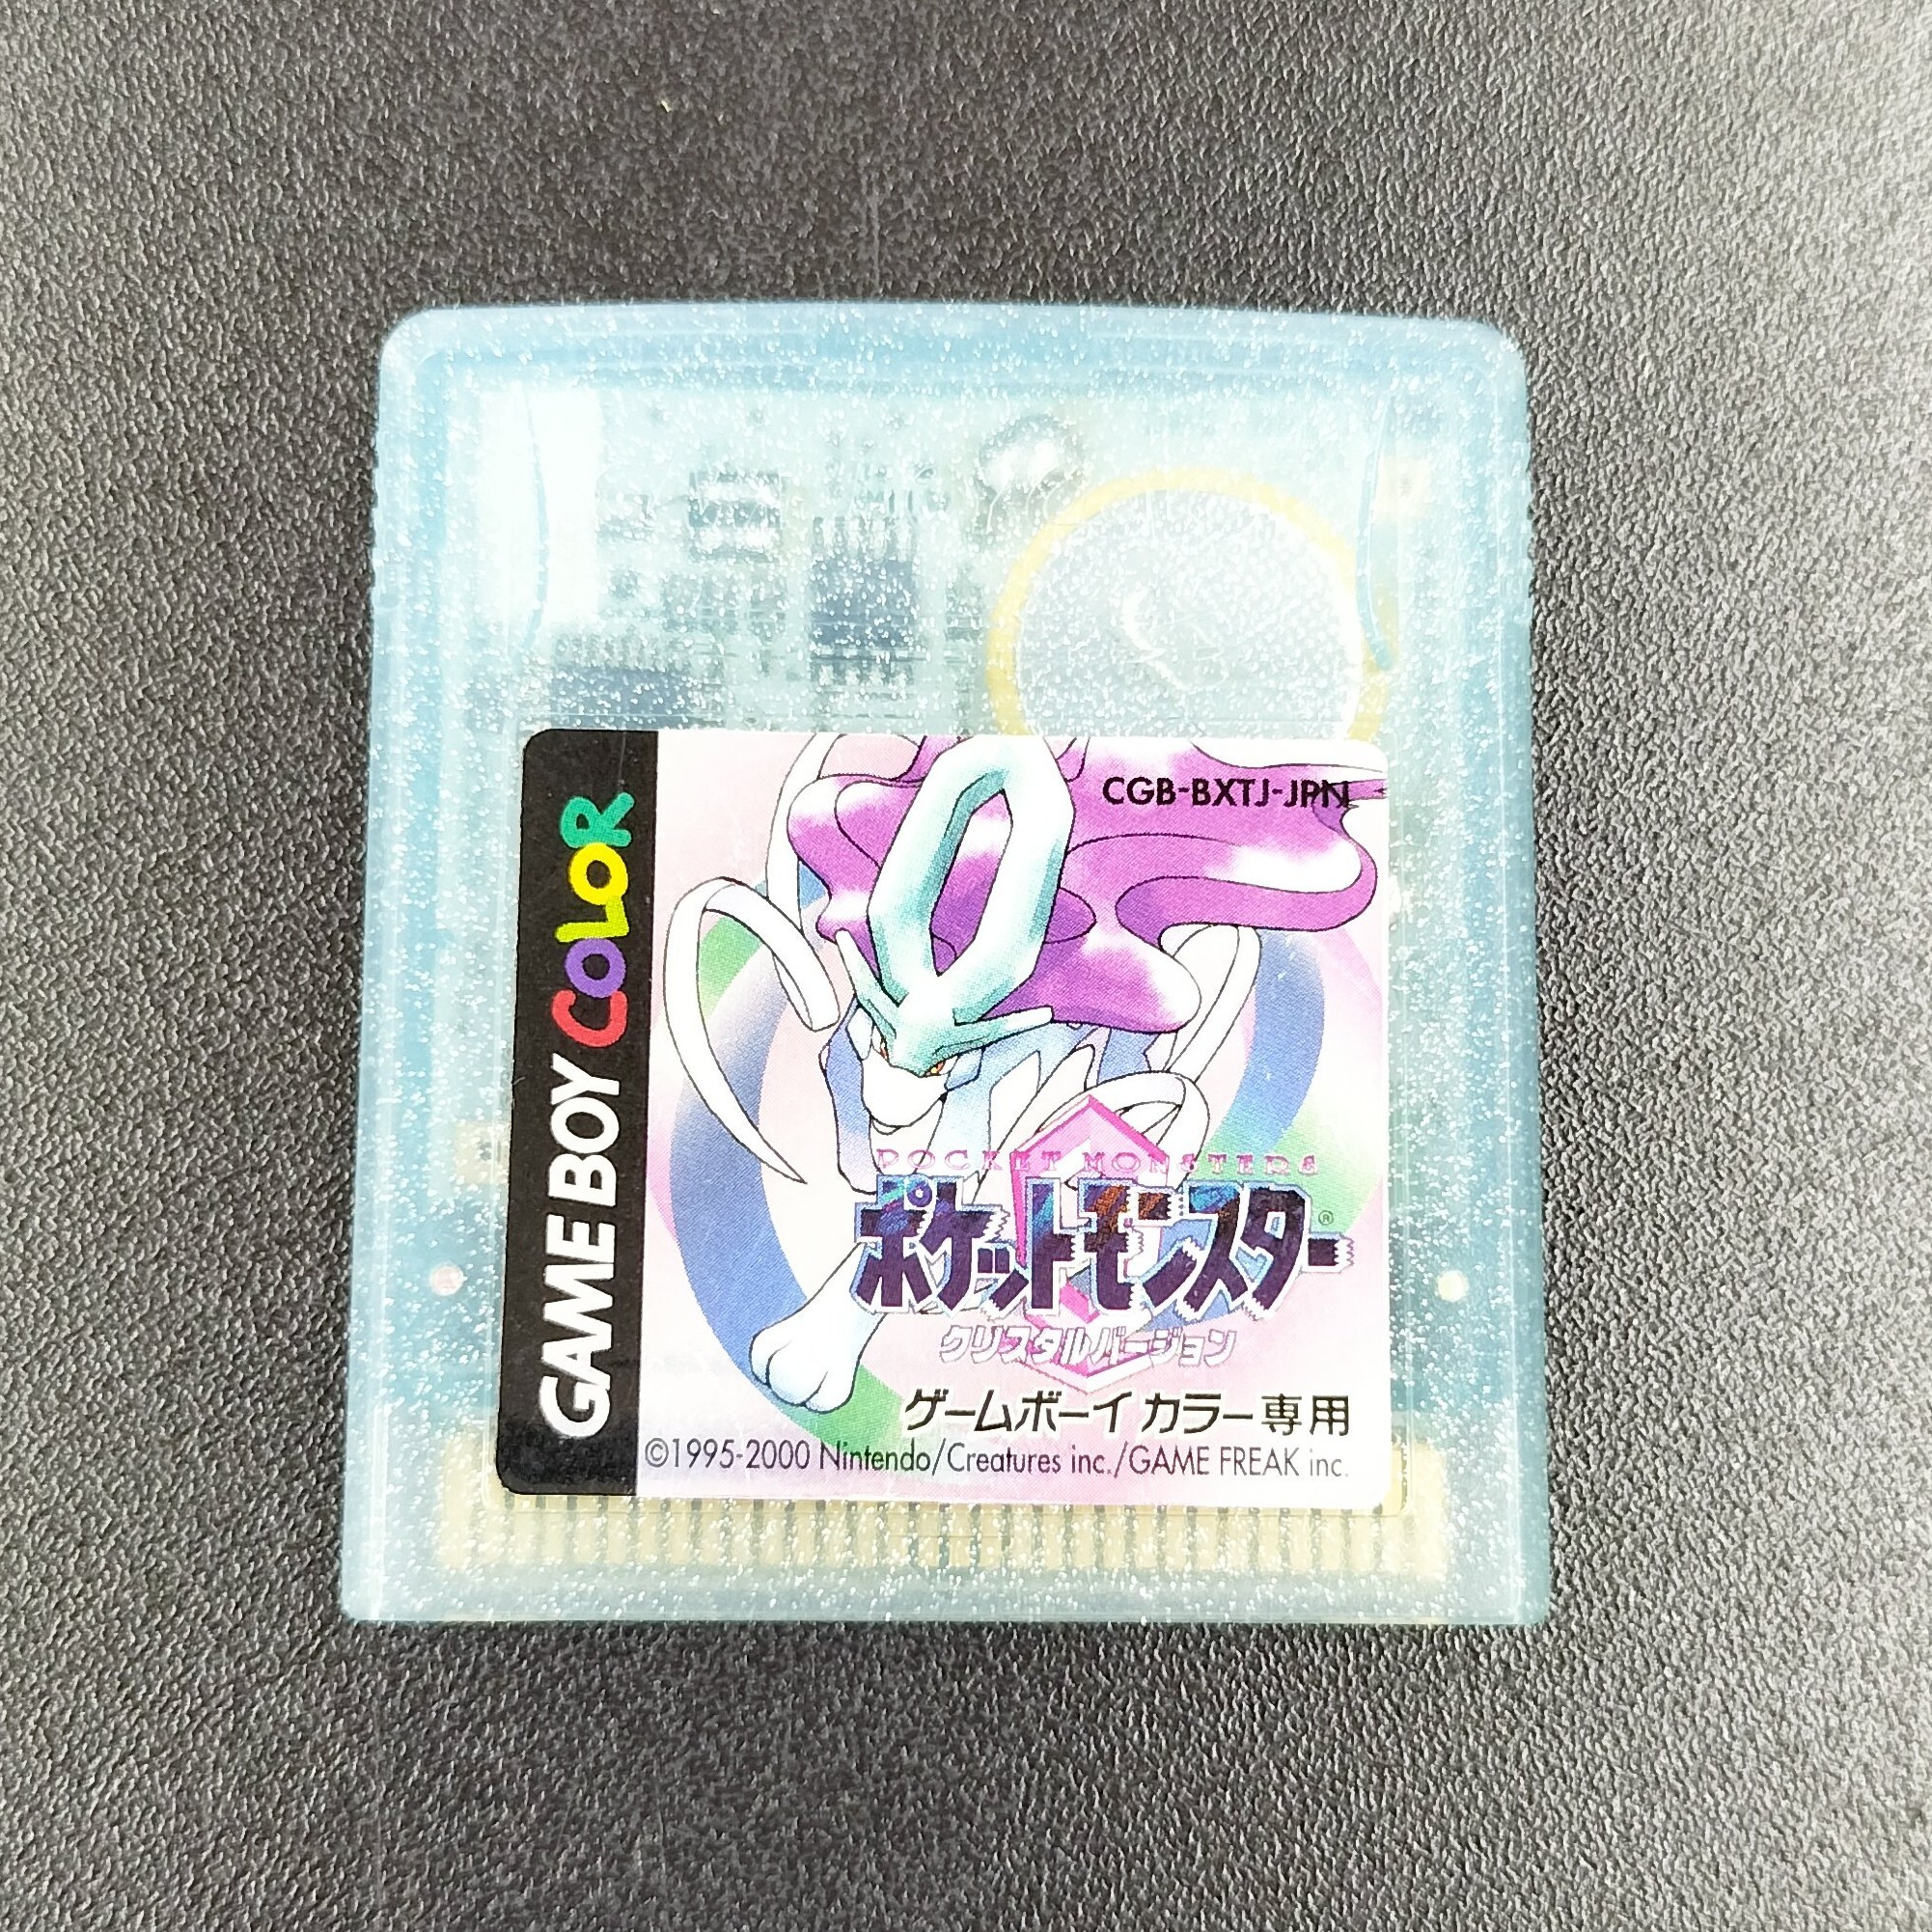 GAME BOY COLOR
CGB-BXTJ-JPN
POCKET MONSTERS
ポケットモンスター®
クリスタルバージョン
ゲームボーイカラー専用
©1995-2000 Nintendo/Creatures inc./GAME FREAK inc.